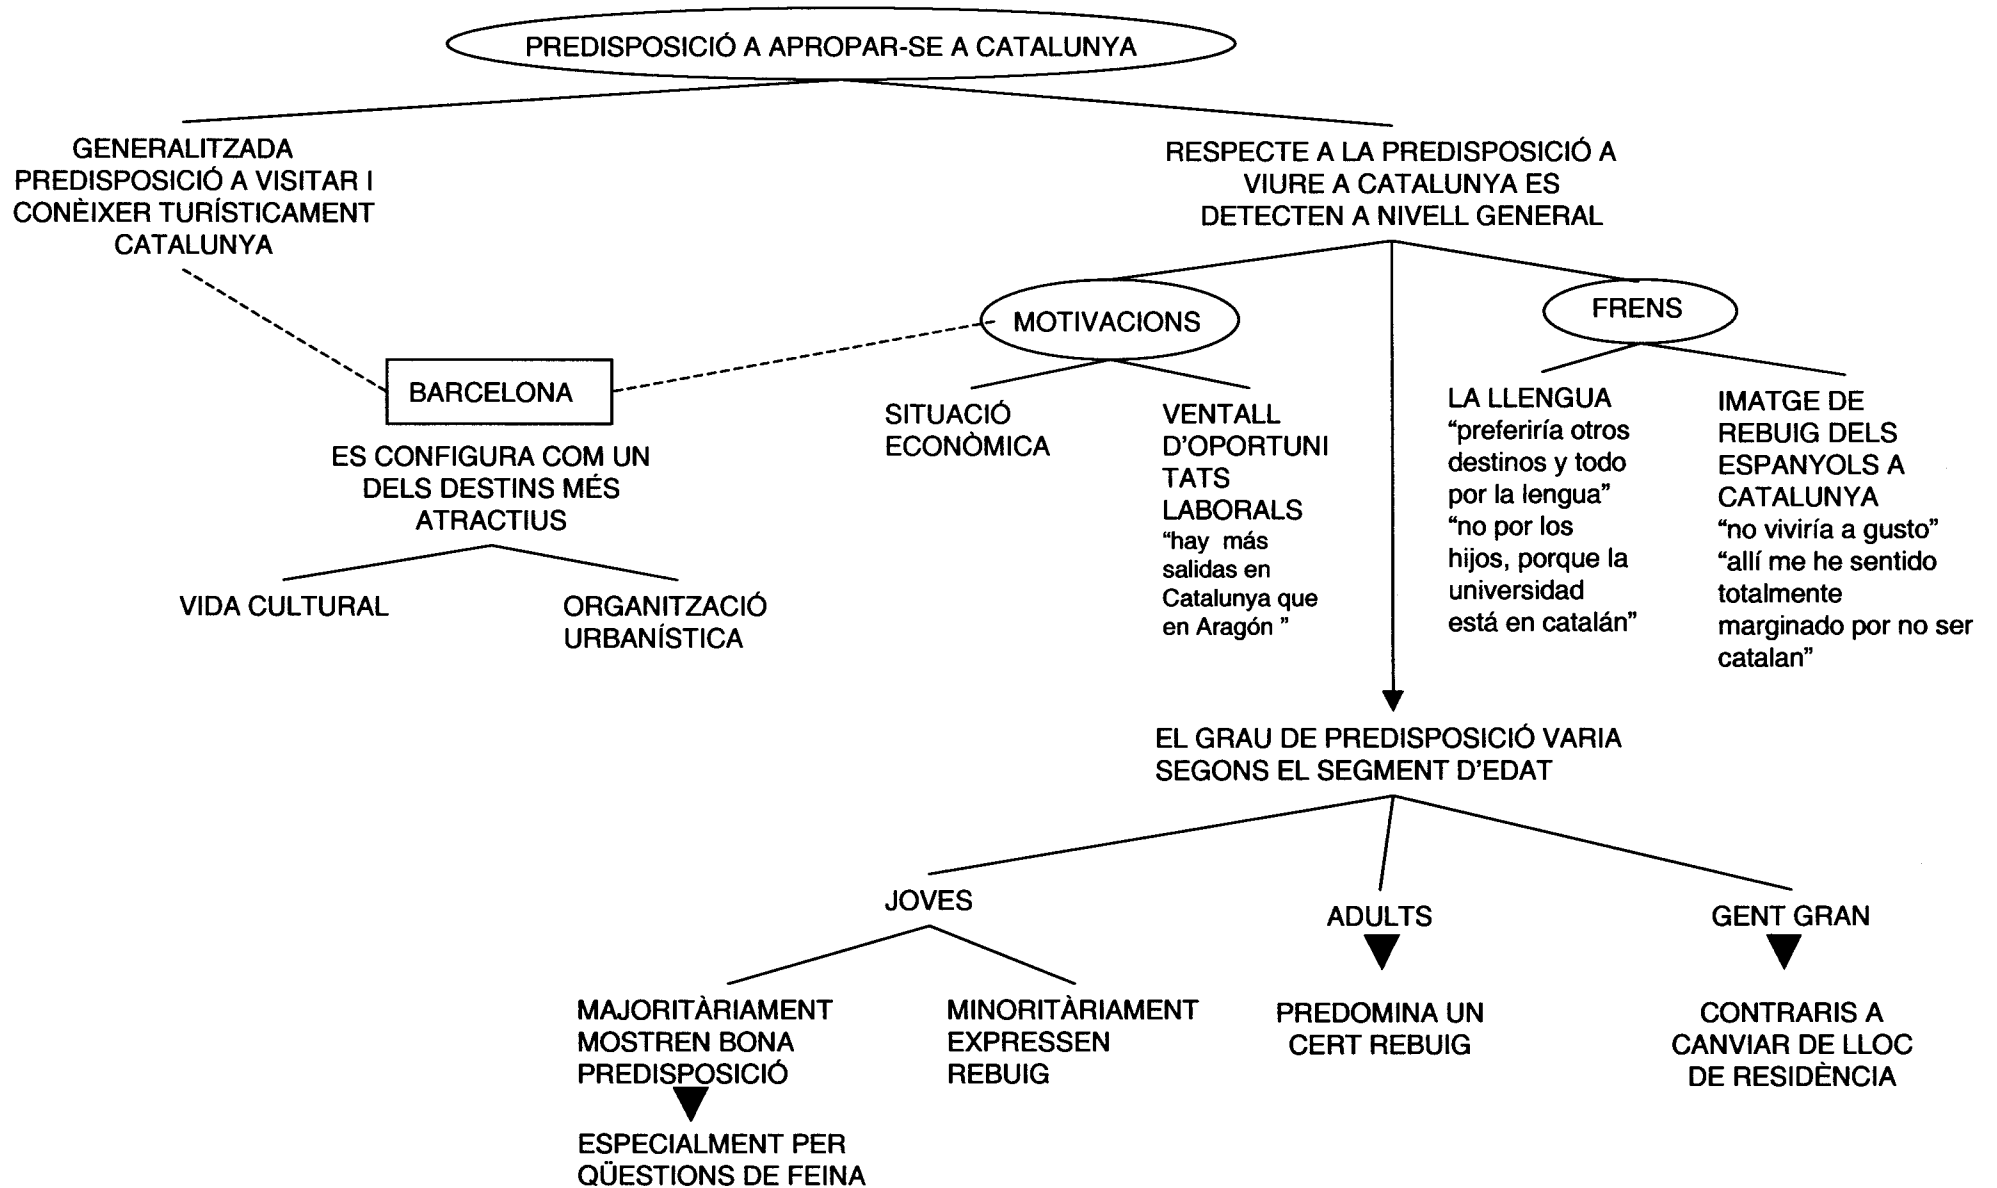 PREDISPOSICIÓ A APROPAR-SE A CATALUNYA
GENERALITZADA
PREDISPOSICIÓ A VISITAR I
CONÈIXER TURÍSTICAMENT
CATALUNYA
RESPECTE A LA PREDISPOSICIÓ A
VIURE A CATALUNYA ES
DETECTEN A NIVELL GENERAL
BARCELONA
ES CONFIGURA COM UN
DELS DESTINS MÉS
ATRACTIUS
VIDA CULTURAL
ORGANITZACIÓ
URBANÍSTICA
MOTIVACIONS
SITUACIÓ
ECONÒMICA
VENTALL
D'OPORTUNI
TATS
LABORALS
“hay más
salidas en
Catalunya que
en Aragón ”
FRENS
LA LLENGUA
“preferiría otros
destinos y todo
por la lengua”
“no por los
hijos, porque la
universidad
está en catalán”
IMATGE DE
REBUIG DELS
ESPANYOLS A
CATALUNYA
“no viviría a gusto”
“allí me he sentido
totalmente
marginado por no ser
catalan”
EL GRAU DE PREDISPOSICIÓ VARIA
SEGONS EL SEGMENT D'EDAT
JOVES
MAJORITÀRIAMENT
MOSTREN BONA
PREDISPOSICIÓ
ESPECIALMENT PER
QÜESTIONS DE FEINA
MINORITÀRIAMENT
EXPRESSEN
REBUIG
ADULTS
PREDOMINA UN
CERT REBUIG
GENT GRAN
CONTRARIS A
CANVIAR DE LLOC
DE RESIDÈNCIA